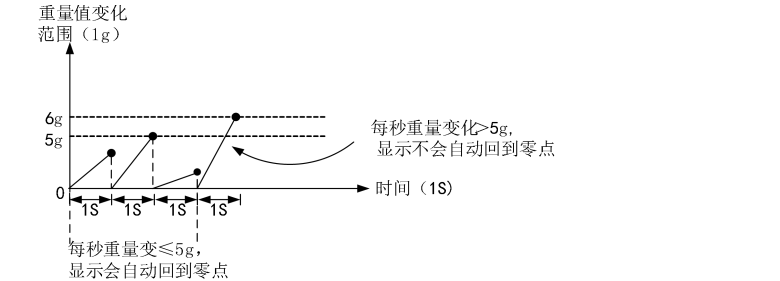 重量值变化
范围（1g）
6g
5g
每秒重量变化>5g,
显示不会自动回到零点
0
时间（1S)
1S
1S
1S
1S
每秒重量变≤5g,
显示会自动回到零点